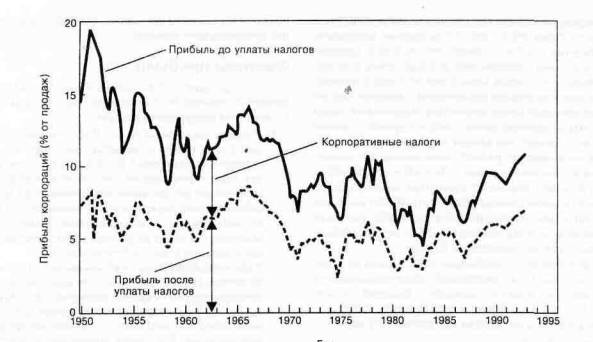 20
Прибыль до уплаты налогов
15
Корпоративные налоги
10
5
Прибыль после
уплаты налогов
0
Прибыль корпораций (% от продаж)
1950 1955 1960 1965 1970 1975 1980 1985 1990 1995